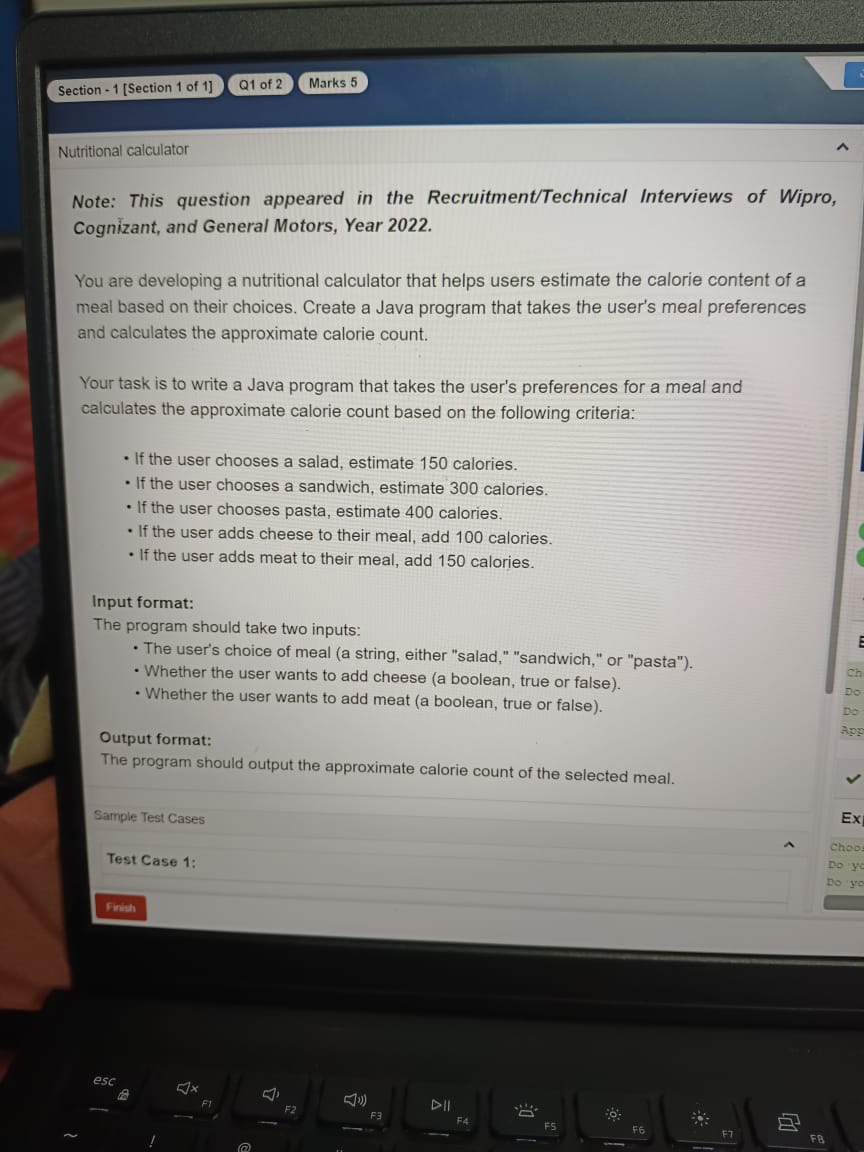 Section - 1 [Section 1 of 1] Q1 of 2 Marks 5
Nutritional calculator
Note: This question appeared in the Recruitment/Technical Interviews of Wipro,
Cognizant, and General Motors, Year 2022.
You are developing a nutritional calculator that helps users estimate the calorie content of a
meal based on their choices. Create a Java program that takes the user's meal preferences
and calculates the approximate calorie count.
Your task is to write a Java program that takes the user's preferences for a meal and
calculates the approximate calorie count based on the following criteria:
• If the user chooses a salad, estimate 150 calories.
• If the user chooses a sandwich, estimate 300 calories.
• If the user chooses pasta, estimate 400 calories.
• If the user adds cheese to their meal, add 100 calories.
• If the user adds meat to their meal, add 150 calories.
Input format:
The program should take two inputs:
• The user's choice of meal (a string, either "salad," "sandwich," or "pasta").
• Whether the user wants to add cheese (a boolean, true or false).
• Whether the user wants to add meat (a boolean, true or false).
Output format:
The program should output the approximate calorie count of the selected meal.
Sample Test Cases
Test Case 1:
Finish
E
Ch
Do
Do
App
Exp
Choos
Do yo
Do yo
esc F1 F2 F3 F4 F5 F6 F7 F8
~ ! @